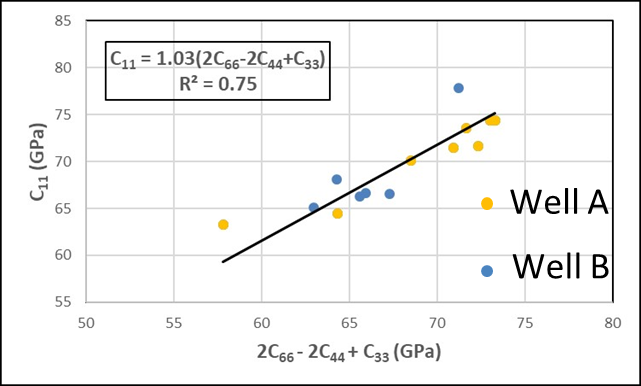 C₁₁ = 1.03(2C₆₆-2C₄₄+C₃₃)
R² = 0.75
Well A
Well B
C₁₁ (GPa)
85
80
75
70
65
60
55
50 55 60 65 70 75 80
2C₆₆ - 2C₄₄ + C₃₃ (GPa)